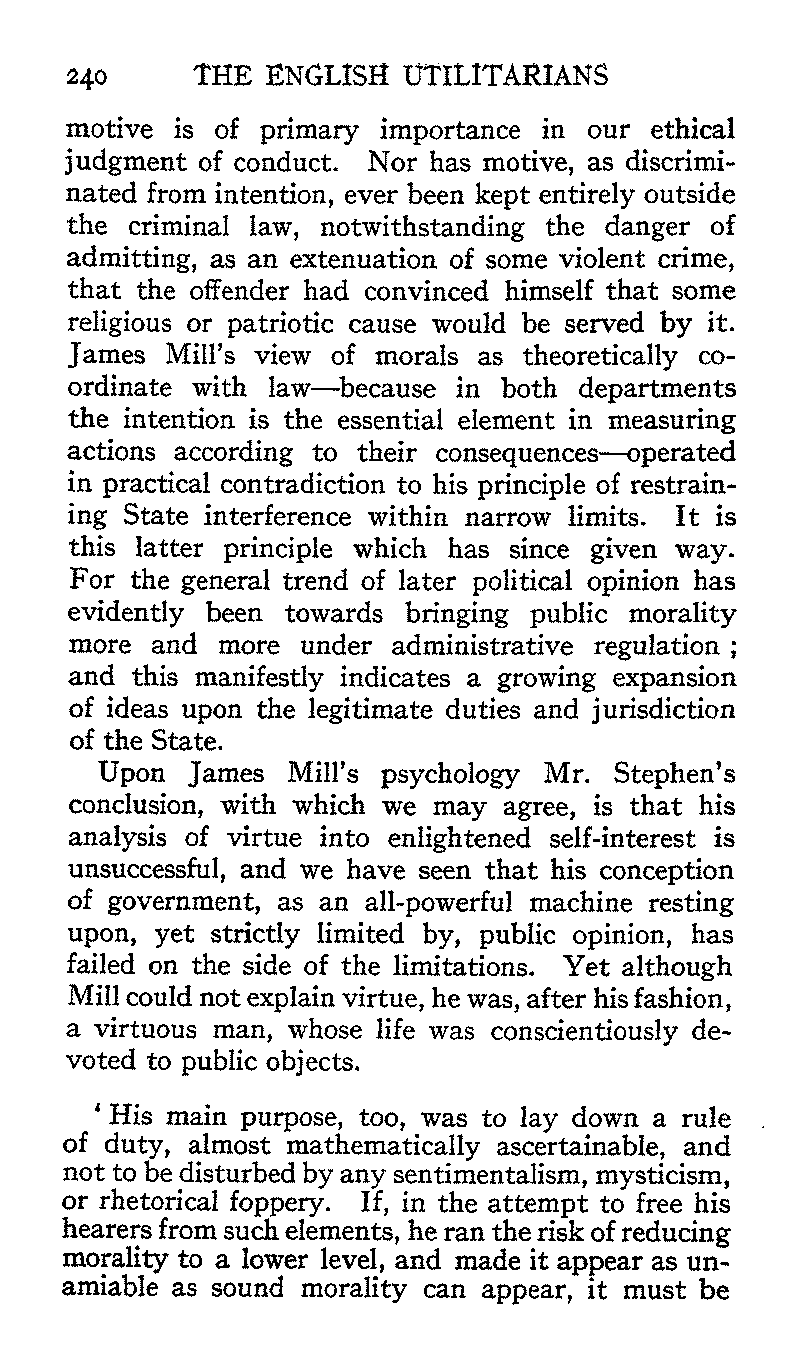 240 THE ENGLISH UTILITARIANS
motive is of primary importance in our ethical
judgment of conduct. Nor has motive, as discrimi-
nated from intention, ever been kept entirely outside
the criminal law, notwithstanding the danger of
admitting, as an extenuation of some violent crime,
that the offender had convinced himself that some
religious or patriotic cause would be served by it.
James Mill's view of morals as theoretically co-
ordinate with law—because in both departments
the intention is the essential element in measuring
actions according to their consequences—operated
in practical contradiction to his principle of restrain-
ing State interference within narrow limits. It is
this latter principle which has since given way.
For the general trend of later political opinion has
evidently been towards bringing public morality
more and more under administrative regulation ;
and this manifestly indicates a growing expansion
of ideas upon the legitimate duties and jurisdiction
of the State.
Upon James Mill's psychology Mr. Stephen's
conclusion, with which we may agree, is that his
analysis of virtue into enlightened self-interest is
unsuccessful, and we have seen that his conception
of government, as an all-powerful machine resting
upon, yet strictly limited by, public opinion, has
failed on the side of the limitations. Yet although
Mill could not explain virtue, he was, after his fashion,
a virtuous man, whose life was conscientiously de-
voted to public objects.
‘ His main purpose, too, was to lay down a rule
of duty, almost mathematically ascertainable, and
not to be disturbed by any sentimentalism, mysticism,
or rhetorical foppery. If, in the attempt to free his
hearers from such elements, he ran the risk of reducing
morality to a lower level, and made it appear as un-
amiable as sound morality can appear, it must be